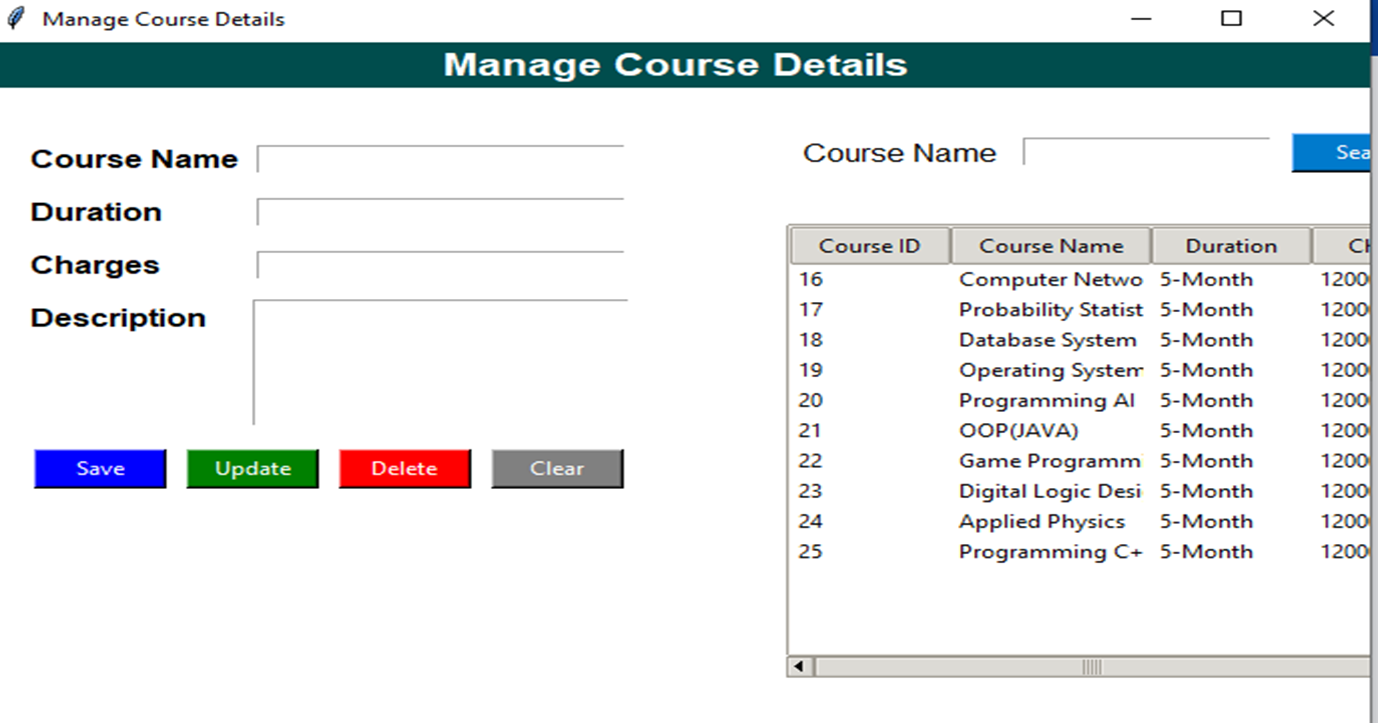 Manage Course Details
Manage Course Details
Course Name
Duration
Charges
Description
Save Update Delete Clear
Course Name Sea
Course ID Course Name Duration
16 Computer Netwo 5-Month 1200
17 Probability Statist 5-Month 1200
18 Database System 5-Month 1200
19 Operating System 5-Month 1200
20 Programming AI 5-Month 1200
21 OOP(JAVA) 5-Month 1200
22 Game Programm 5-Month 1200
23 Digital Logic Desi 5-Month 1200
24 Applied Physics 5-Month 1200
25 Programming C+ 5-Month 1200